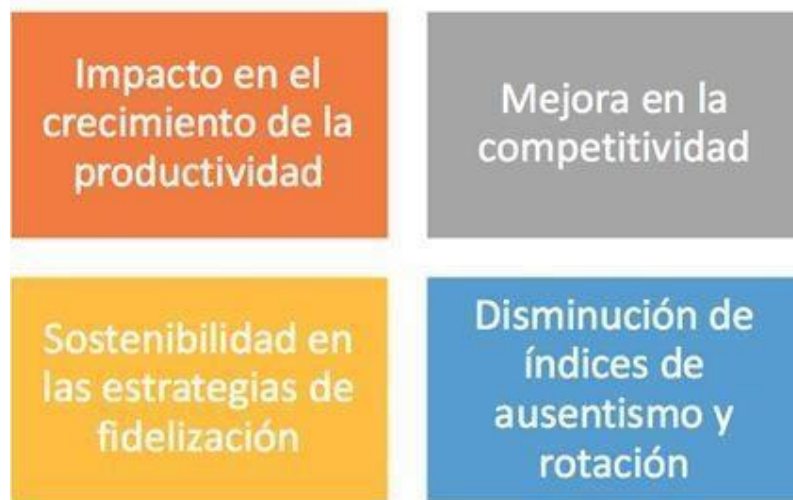 Impacto en el
crecimiento de la
productividad
Mejora en la
competitividad
Sostenibilidad en
las estrategias de
fidelización
Disminución de
índices de
ausentismo y
rotación